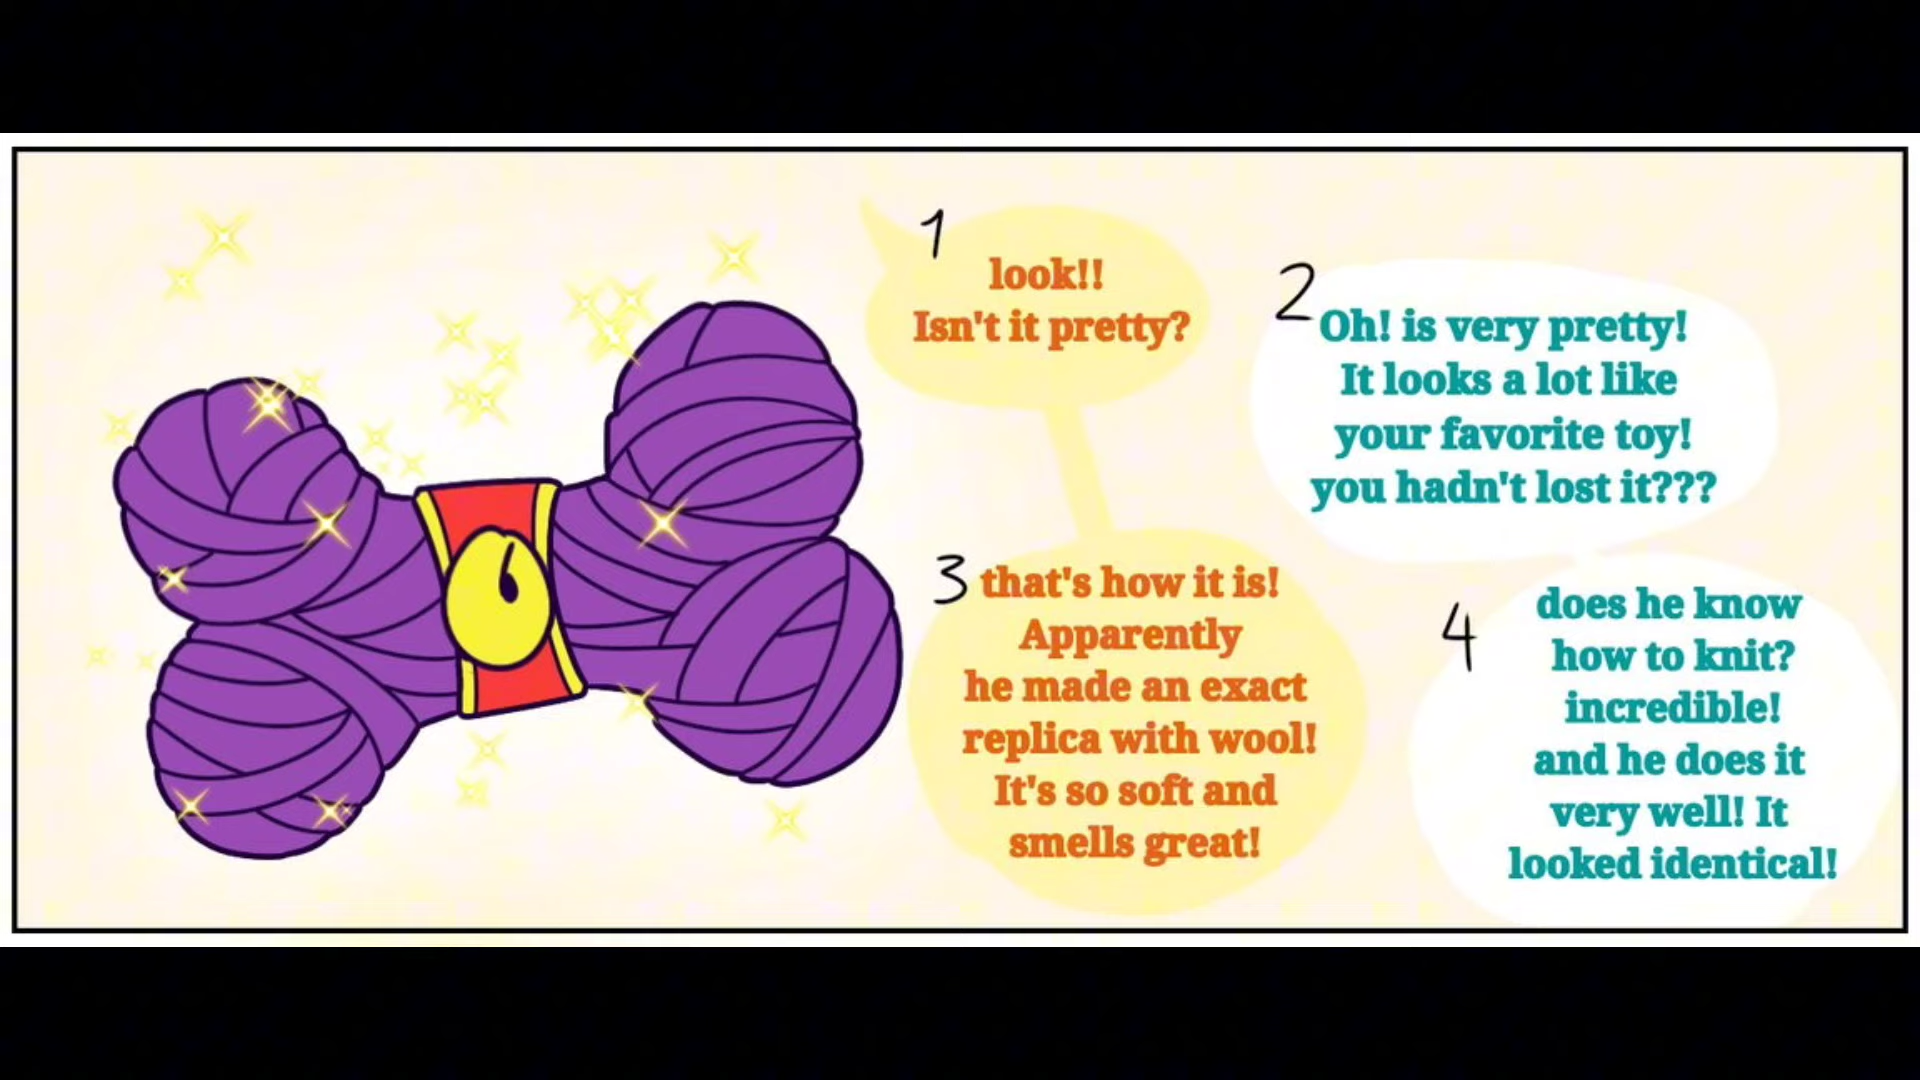 1
look!!
Isn't it pretty?
2
Oh! is very pretty!
It looks a lot like
your favorite toy!
you hadn't lost it???
3
that's how it is!
Apparently
he made an exact
replica with wool!
It's so soft and
smells great!
4
does he know
how to knit?
incredible!
and he does it
very well! It
looked identical!